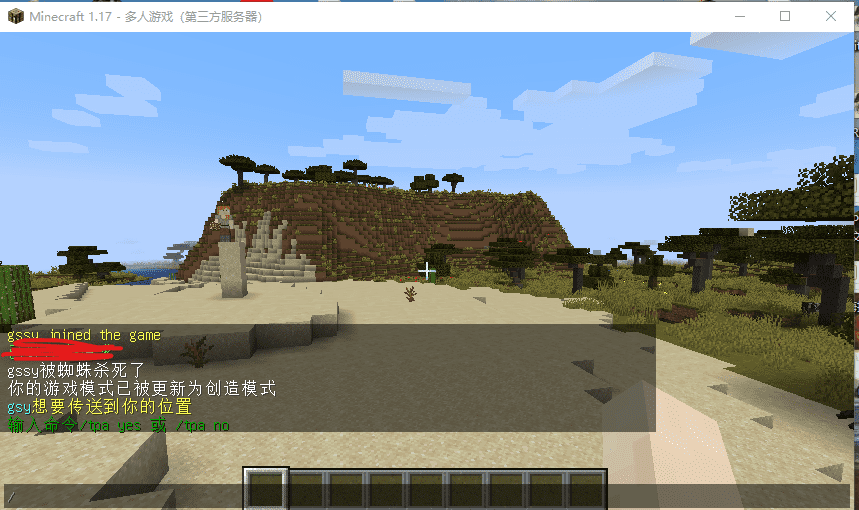 Minecraft 1.17 - 多人游戏（第三方服务器）
gssy joined the game
gssy被蜘蛛杀死了
你的游戏模式已被更新为创造模式
gsy想要传送到你的位置
输入命令/tpa yes 或 /tpa no
/